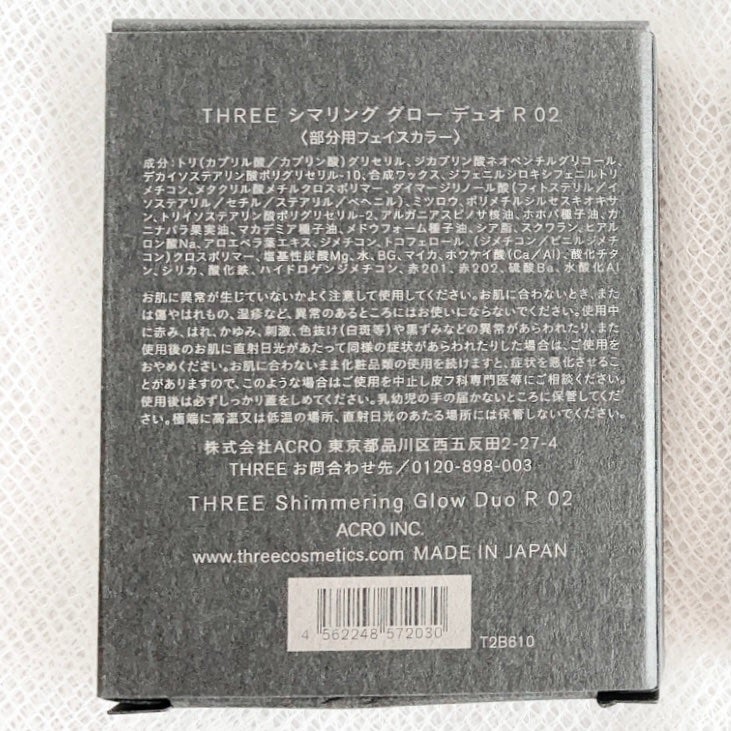 THREE シマリング グロー デュオ R 02
〈部分用フェイスカラー〉
成分：トリ(カプリル酸／カプリン酸)グリセリル、ジカプリン酸ネオペンチルグリコール、
デカイソステアリン酸ポリグリセリル-10、合成ワックス、ジフェニルシロキシフェニルトリ
メチコン、メタクリル酸メチルクロスポリマー、ダイマージリノール酸(フィトステリル／イ
ソステアリル／セチル／ステアリル／ベヘニル)、ミツロウ、ポリメチルシルセスキオキサ
ン、トリイソステアリン酸ポリグリセリル-2、アルガニアスピノサ核油、ホホバ種子油、カ
ニナバラ果実油、マカデミア種子油、メドウフォーム種子油、シア脂、スクワラン、ヒアル
ロン酸Na、アロエベラ葉エキス、ジメチコン、トコフェロール、(ジメチコン／ビニルジメチ
コン)クロスポリマー、塩基性炭酸Mg、水、BG、マイカ、ホウケイ酸(Ca／Al)、酸化チタ
ン、シリカ、酸化鉄、ハイドロゲンジメチコン、赤201、赤202、硫酸Ba、水酸化Al
お肌に異常が生じていないかよく注意して使用してください。お肌に合わないとき、また
は傷やはれもの、湿疹など、異常のあるところにはお使いにならないでください。使用中
に赤み、はれ、かゆみ、刺激、色抜け(白斑等)や黒ずみなどの異常があらわれたり、また
使用後のお肌に直射日光があたって同様の症状があらわれたりした場合は、ご使用を
おやめください。お肌に合わないまま化粧品類の使用を続けますと、症状を悪化させるこ
とがありますので、このような場合はご使用を中止し皮フ科専門医等にご相談ください。
使用後は必ずしっかり蓋をしめてください。乳幼児の手の届かないところに保管してくだ
さい。極端に高温又は低温の場所、直射日光のあたる場所には保管しないでください。
株式会社ACRO 東京都品川区西五反田2-27-4
THREE お問合わせ先／0120-898-003
THREE Shimmering Glow Duo R 02
ACRO INC.
www.threecosmetics.com MADE IN JAPAN
4 562248 572030
T2B610